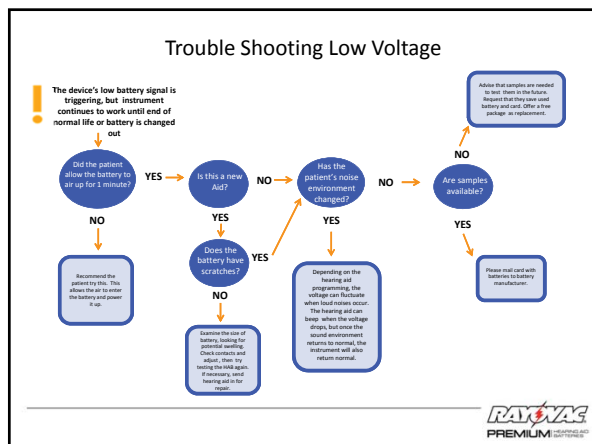 Trouble Shooting Low Voltage
The device's low battery signal is
triggering, but instrument
continues to work until end of
normal life or battery is changed
out
Advise that samples are needed
to test them in the future.
Request that they save used
battery and card. Offer a free
package as replacement.
NO
Did the patient
allow the battery to
air up for 1 minute?
YES
Is this a new
Aid?
NO
Has the
patient's noise
environment
changed?
NO
Are samples
available?
NO
YES
YES
YES
Does the
battery have
scratches?
YES
Recommend the
patient try this. This
allows the air to enter
the battery and power
it up.
NO
Depending on the
hearing aid
programming, the
voltage can fluctuate
when loud noises occur.
The hearing aid can
beep when the voltage
drops, but once the
sound environment
returns to normal, the
instrument will also
return normal.
Please mail card with
batteries to battery
manufacturer.
Examine the size of
battery, looking for
potential swelling.
Check contacts and
adjust , then try
testing the HAB again.
If necessary, send
hearing aid in for
repair.
RAYOVAC
PREMIUM HEARING AID
BATTERIES